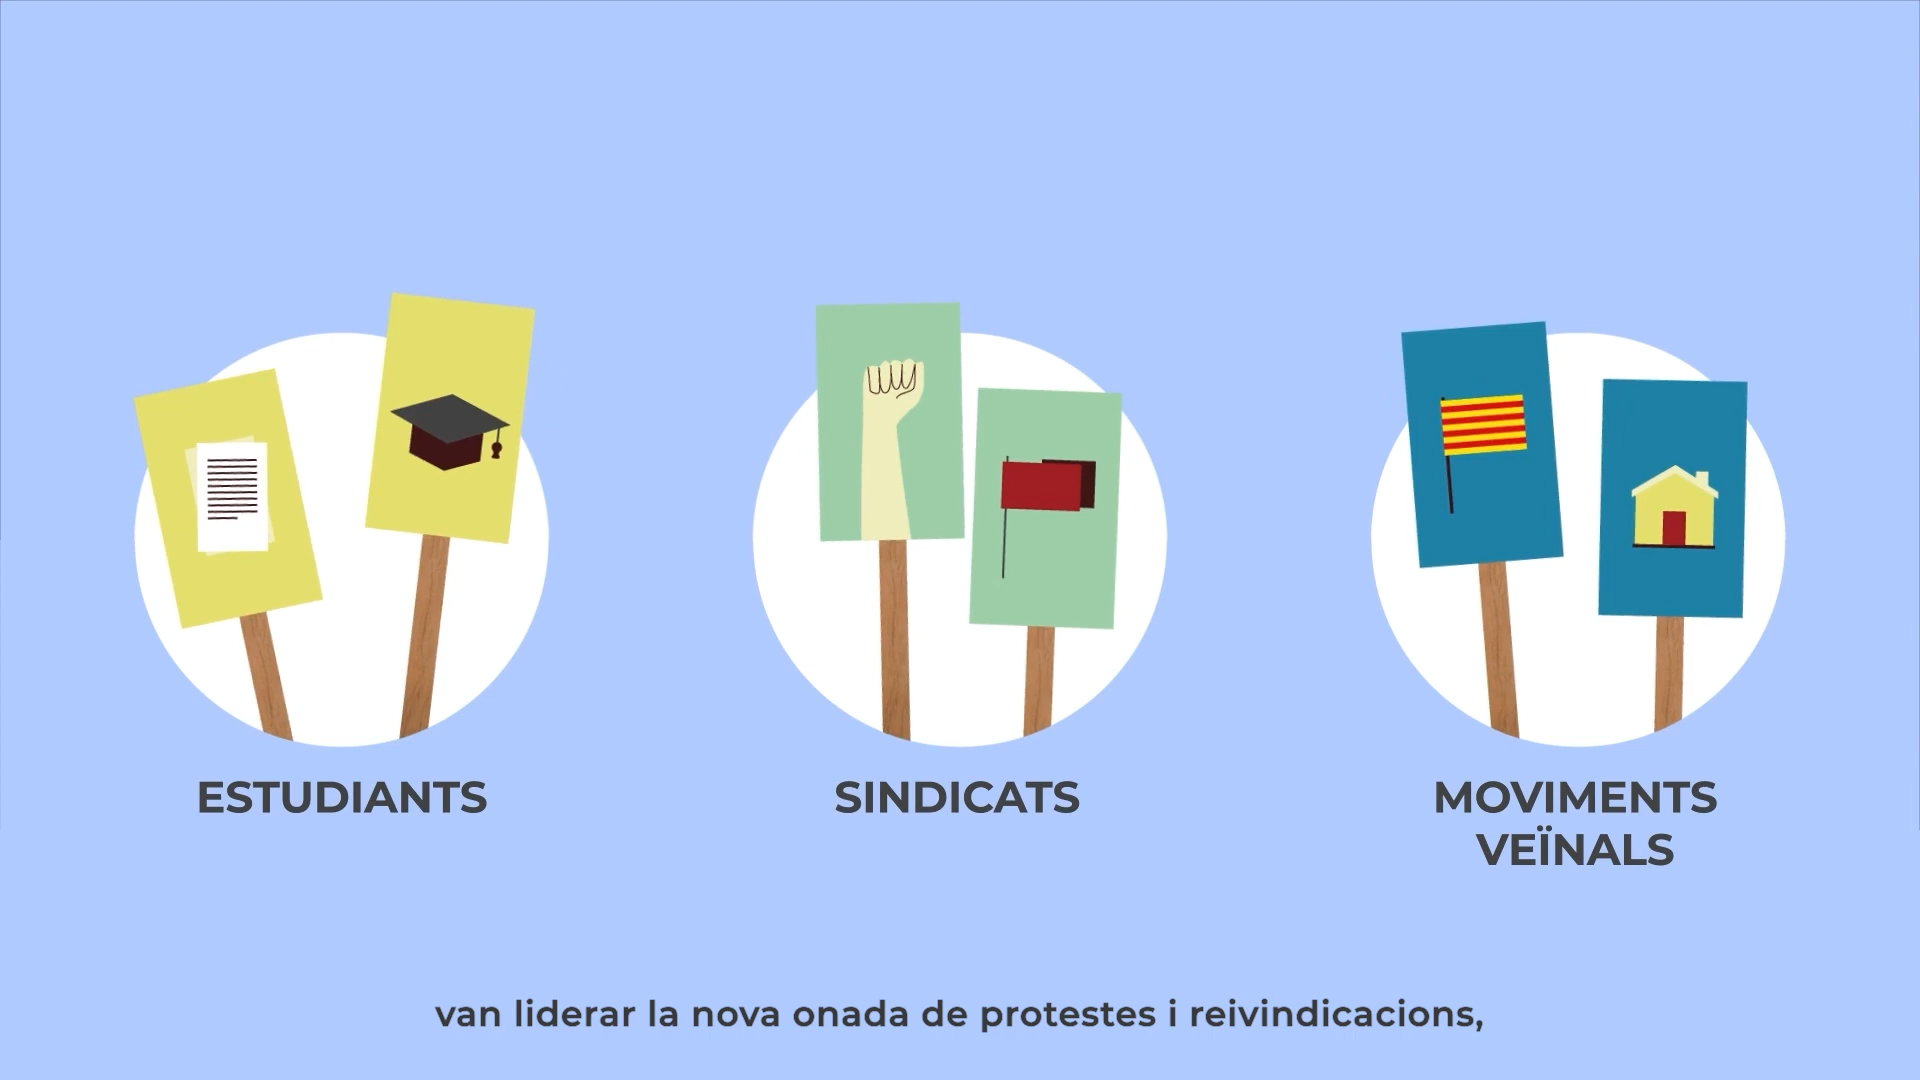 ESTUDIANTS
SINDICATS
MOVIMENTS
VEÏNALS
van liderar la nova onada de protestes i reivindicacions,